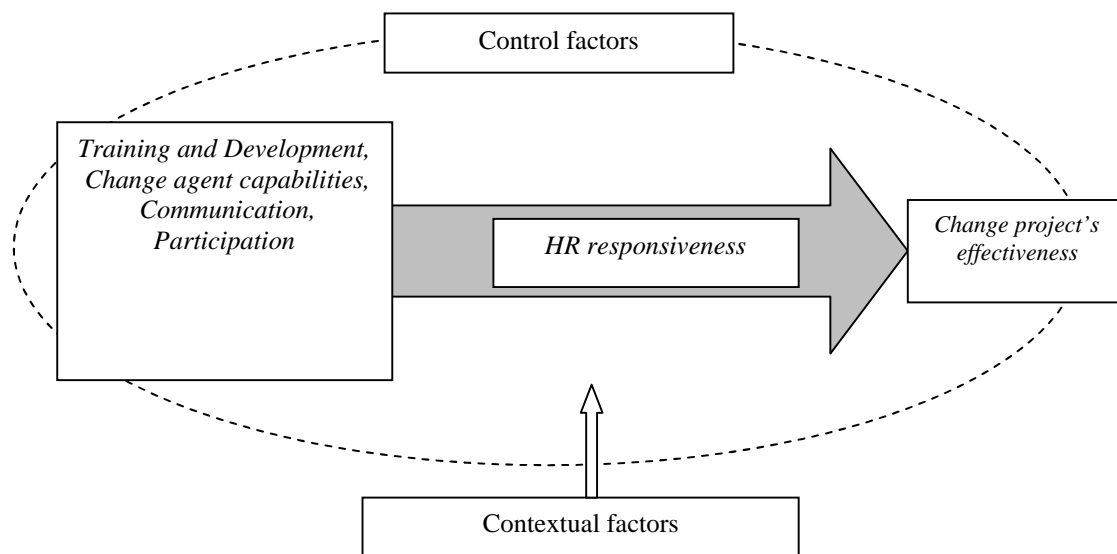 Control factors
Training and Development,
Change agent capabilities,
Communication,
Participation
HR responsiveness
Change project’s
effectiveness
Contextual factors